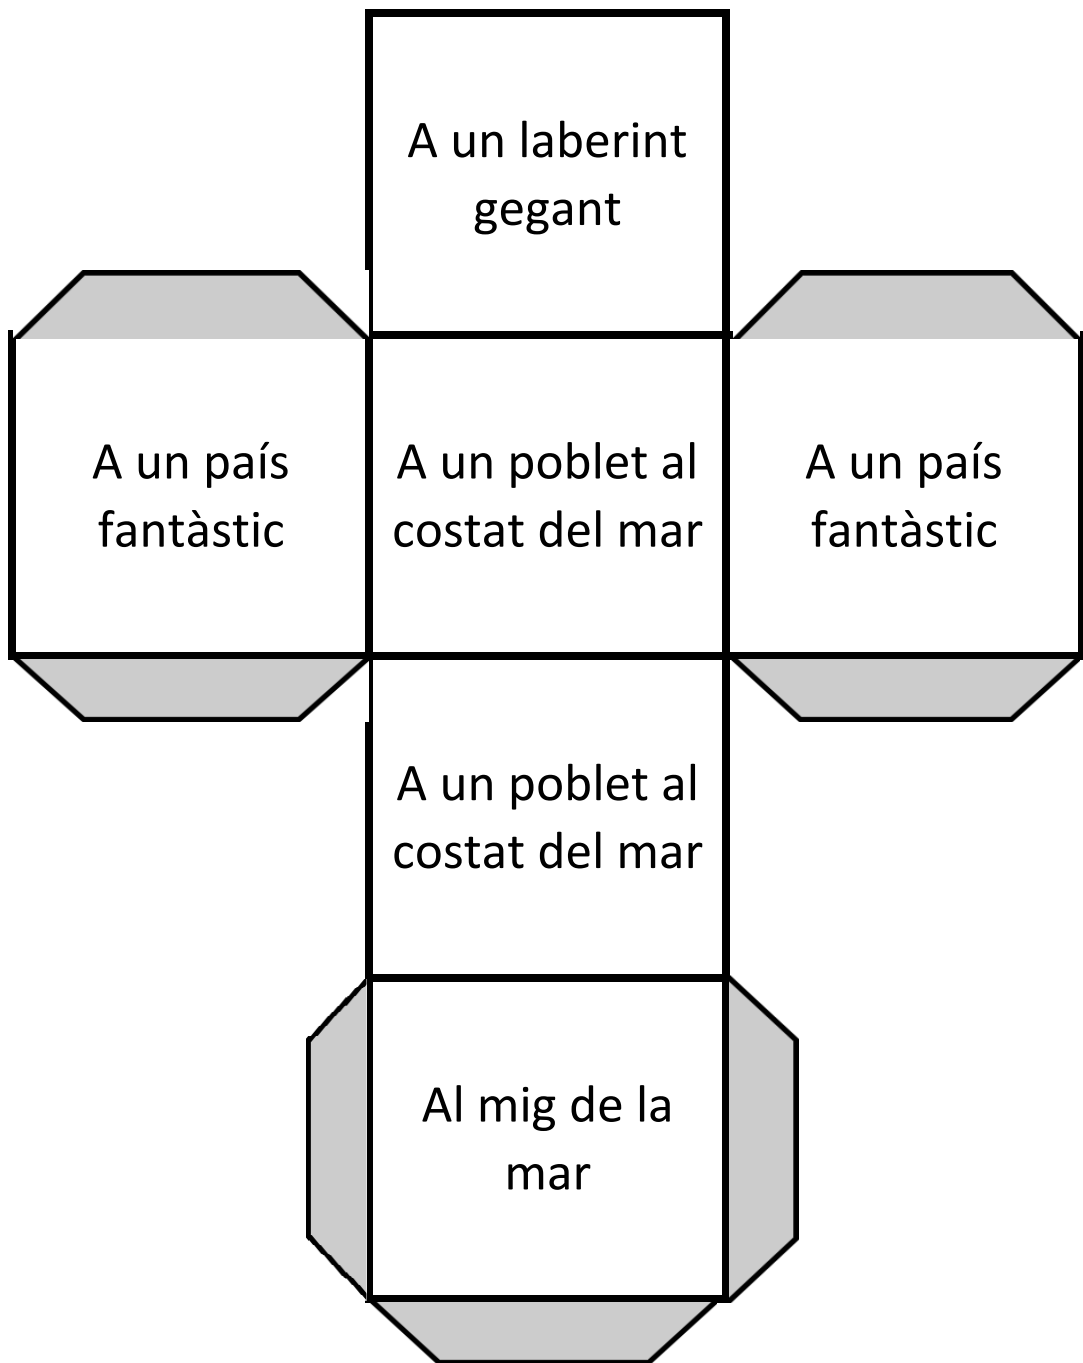 A un laberint
gegant
A un país
fantàstic
A un poblet al
costat del mar
A un país
fantàstic
A un poblet al
costat del mar
Al mig de la
mar